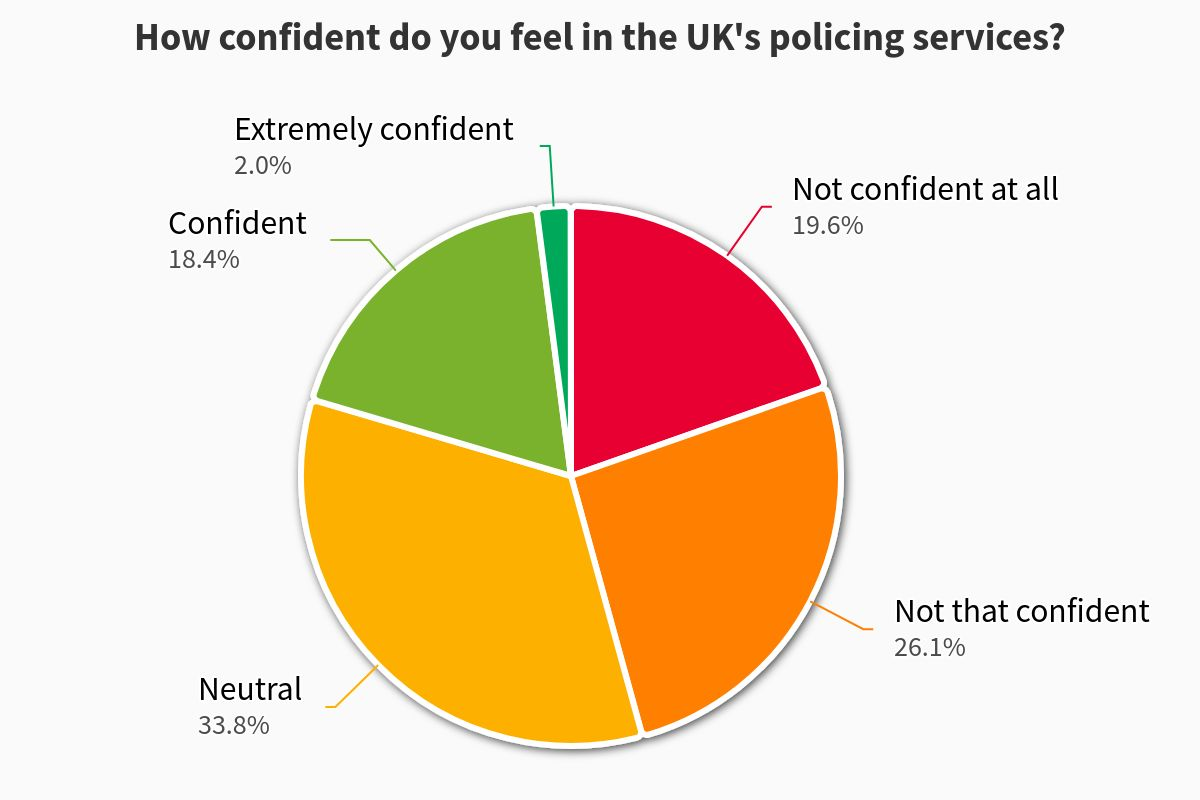 How confident do you feel in the UK's policing services?
Extremely confident
2.0%
Not confident at all
19.6%
Confident
18.4%
Not that confident
26.1%
Neutral
33.8%